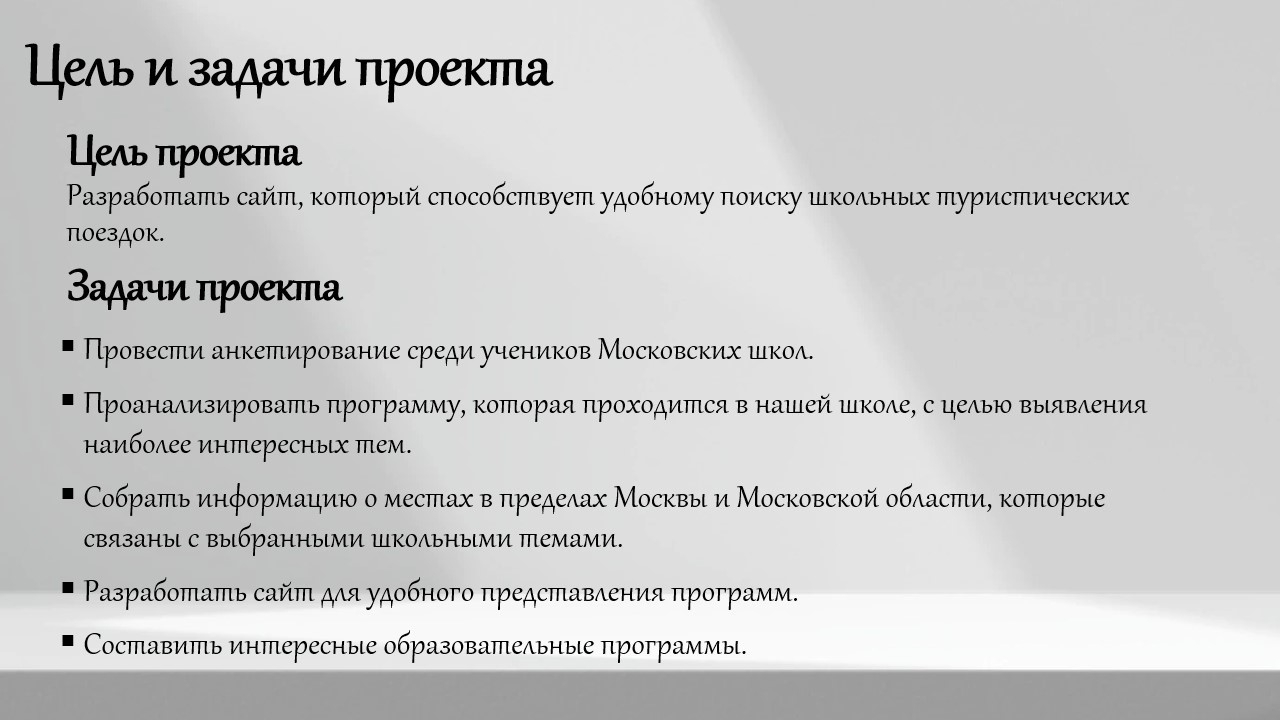 Цель и задачи проекта
Цель проекта
Разработать сайт, который способствует удобному поиску школьных туристических
поездок.
Задачи проекта
▪ Провести анкетирование среди учеников Московских школ.
▪ Проанализировать программу, которая проходится в нашей школе, с целью выявления
наиболее интересных тем.
▪ Собрать информацию о местах в пределах Москвы и Московской области, которые
связаны с выбранными школьными темами.
▪ Разработать сайт для удобного представления программ.
▪ Составить интересные образовательные программы.